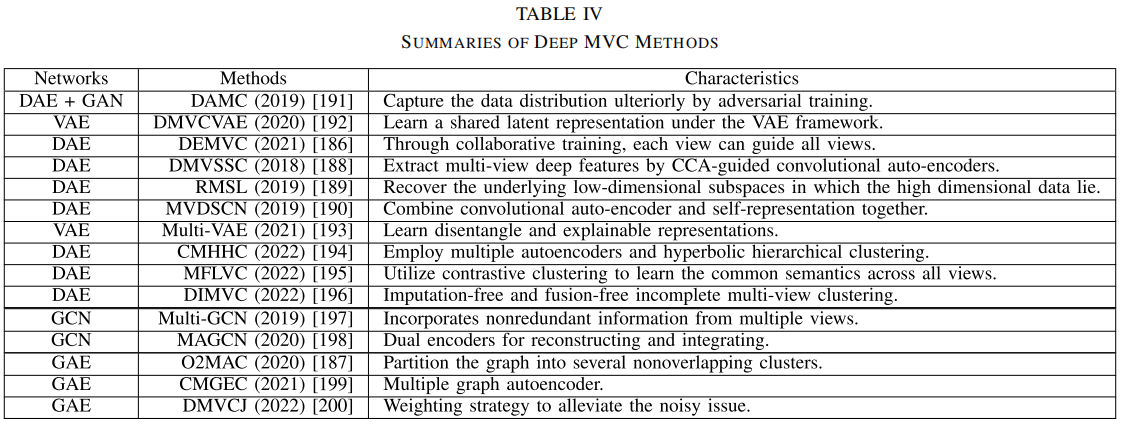 TABLE IV
SUMMARIES OF DEEP MVC METHODS
Networks Methods Characteristics
DAE + GAN DAMC (2019) [191] Capture the data distribution ulteriorly by adversarial training.
VAE DMVCVAE (2020) [192] Learn a shared latent representation under the VAE framework.
DAE DEMVC (2021) [186] Through collaborative training, each view can guide all views.
DAE DMVSSC (2018) [188] Extract multi-view deep features by CCA-guided convolutional auto-encoders.
DAE RMSL (2019) [189] Recover the underlying low-dimensional subspaces in which the high dimensional data lie.
DAE MVDSCN (2019) [190] Combine convolutional auto-encoder and self-representation together.
VAE Multi-VAE (2021) [193] Learn disentangle and explainable representations.
DAE CMHHC (2022) [194] Employ multiple autoencoders and hyperbolic hierarchical clustering.
DAE MFLVC (2022) [195] Utilize contrastive clustering to learn the common semantics across all views.
DAE DIMVC (2022) [196] Imputation-free and fusion-free incomplete multi-view clustering.
GCN Multi-GCN (2019) [197] Incorporates nonredundant information from multiple views.
GCN MAGCN (2020) [198] Dual encoders for reconstructing and integrating.
GAE O2MAC (2020) [187] Partition the graph into several nonoverlapping clusters.
GAE CMGEC (2021) [199] Multiple graph autoencoder.
GAE DMVCJ (2022) [200] Weighting strategy to alleviate the noisy issue.